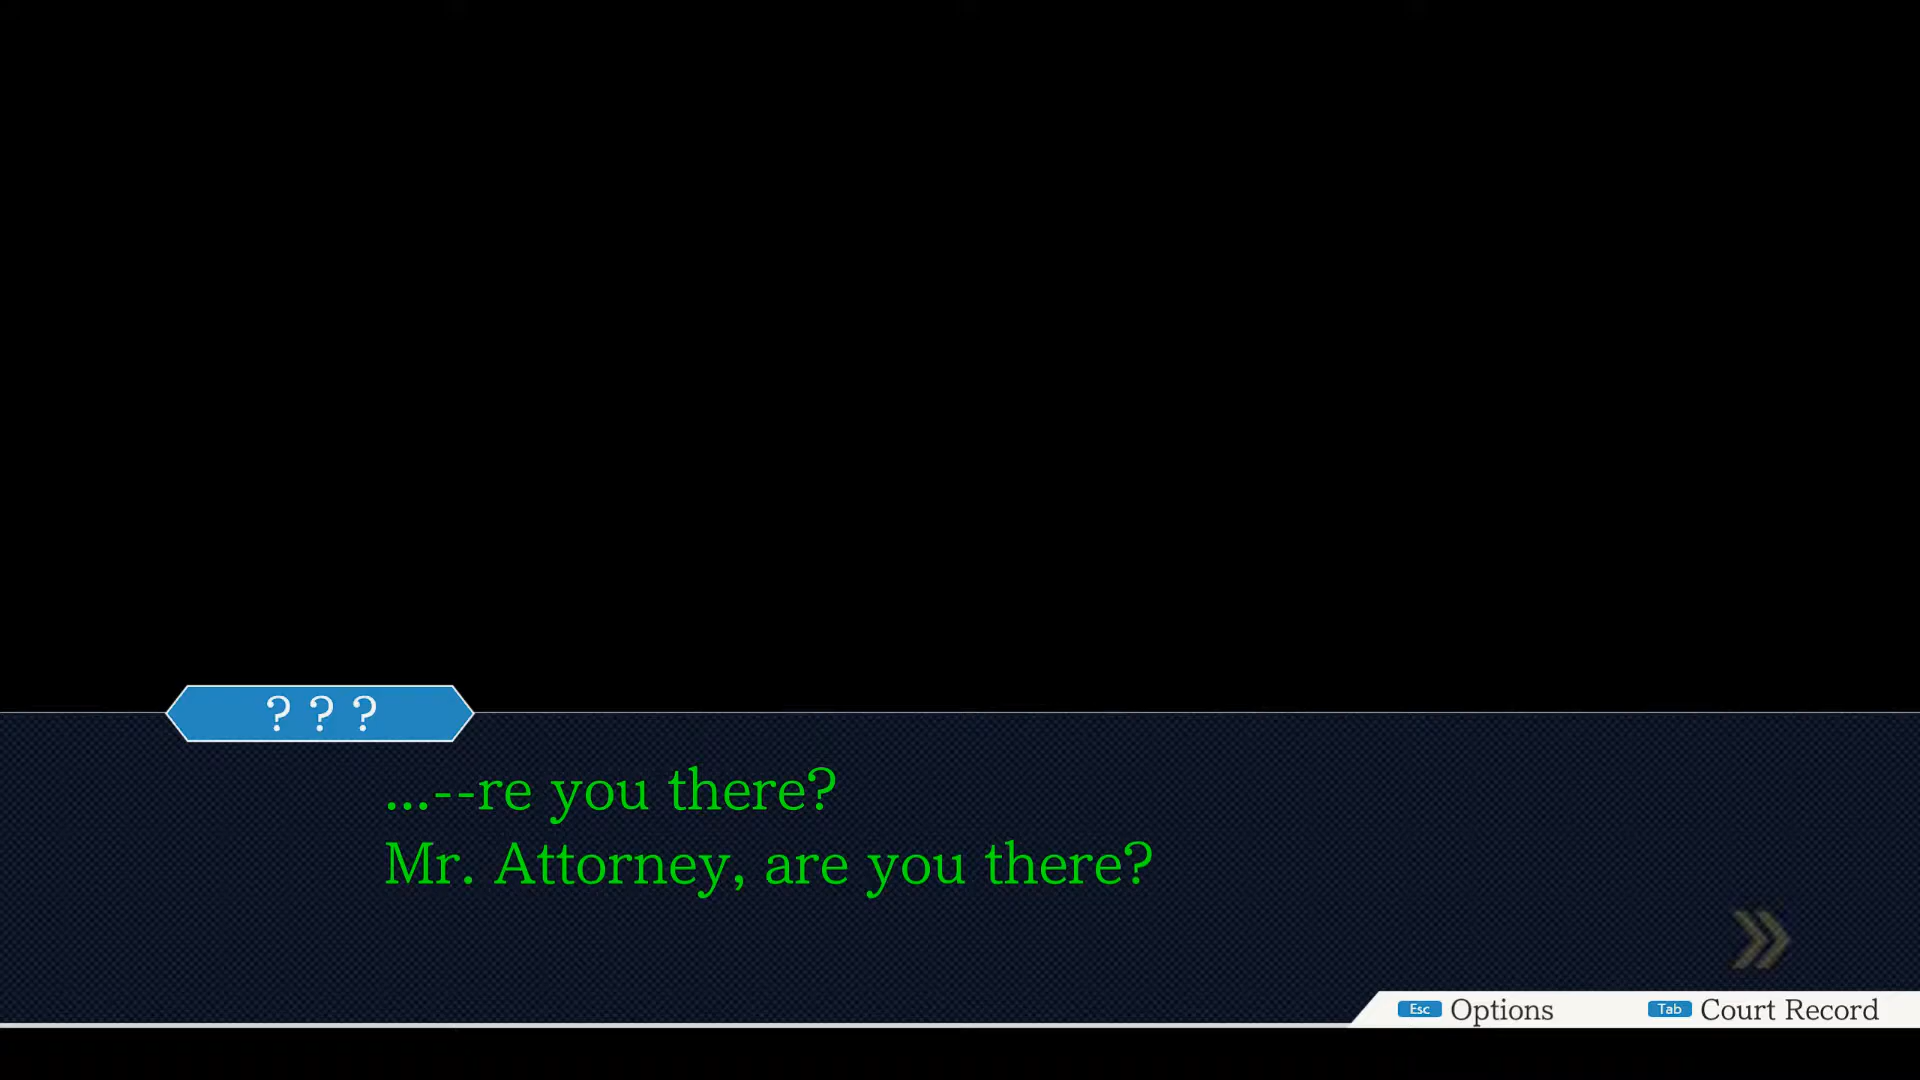 ? ? ?
...--re you there?
Mr. Attorney, are you there?
Esc Options Tab Court Record